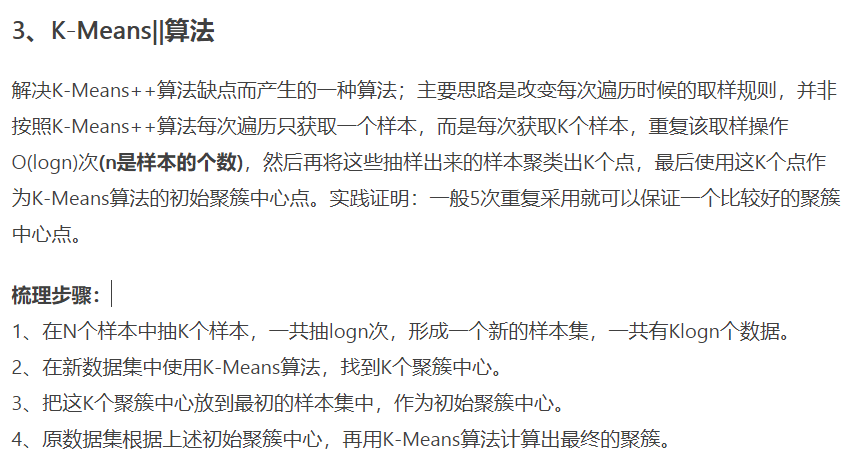 3、K-Means||算法
解决K-Means++算法缺点而产生的一种算法；主要思路是改变每次遍历时候的取样规则，并非
按照K-Means++算法每次遍历只获取一个样本，而是每次获取K个样本，重复该取样操作
O(logn)次(n是样本的个数)，然后再将这些抽样出来的样本聚类出K个点，最后使用这K个点作
为K-Means算法的初始聚簇中心点。实践证明：一般5次重复采用就可以保证一个比较好的聚簇
中心点。
梳理步骤：
1、在N个样本中抽K个样本，一共抽logn次，形成一个新的样本集，一共有Klogn个数据。
2、在新数据集中使用K-Means算法，找到K个聚簇中心。
3、把这K个聚簇中心放到最初的样本集中，作为初始聚簇中心。
4、原数据集根据上述初始聚簇中心，再用K-Means算法计算出最终的聚簇。